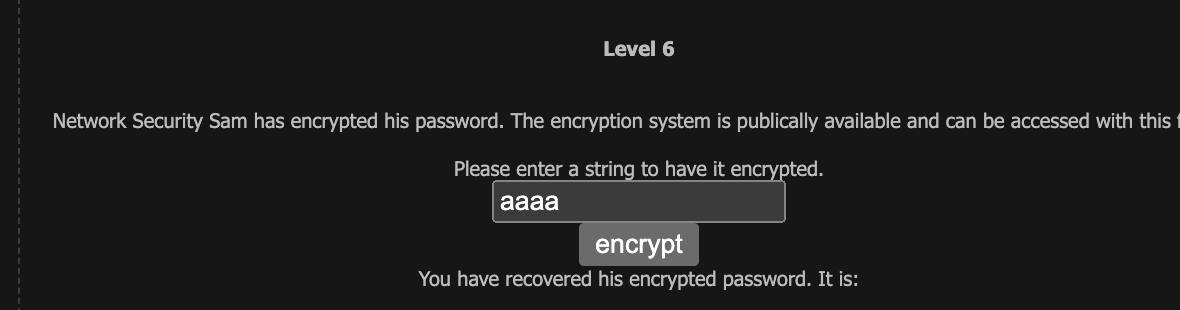 Level 6
Network Security Sam has encrypted his password. The encryption system is publically available and can be accessed with this
Please enter a string to have it encrypted.
aaaa
encrypt
You have recovered his encrypted password. It is: